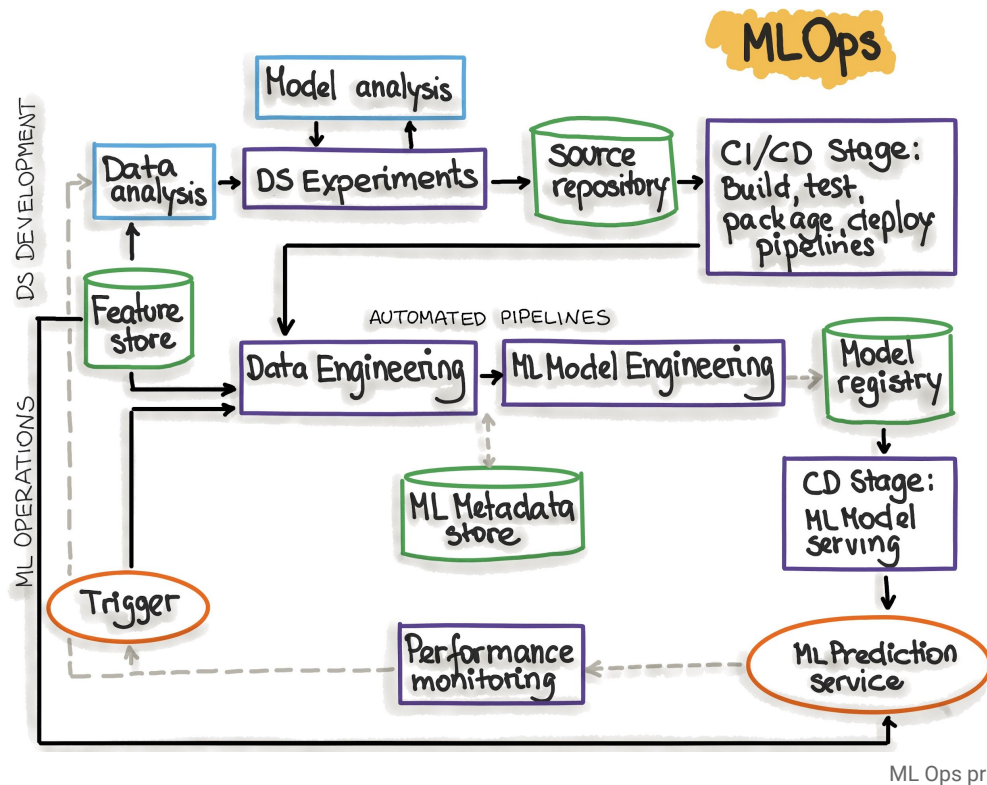 MLOps
DS DEVELOPMENT
Model analysis
Data
analysis
DS Experiments
Source
repository
CI/CD Stage:
Build, test,
package, deploy
pipelines
Feature
store
AUTOMATED PIPELINES
Data Engineering
ML Model Engineering
Model
registry
ML OPERATIONS
ML Metadata
store
CD Stage:
ML Model
serving
Trigger
Performance
monitoring
ML Prediction
service
ML Ops pr